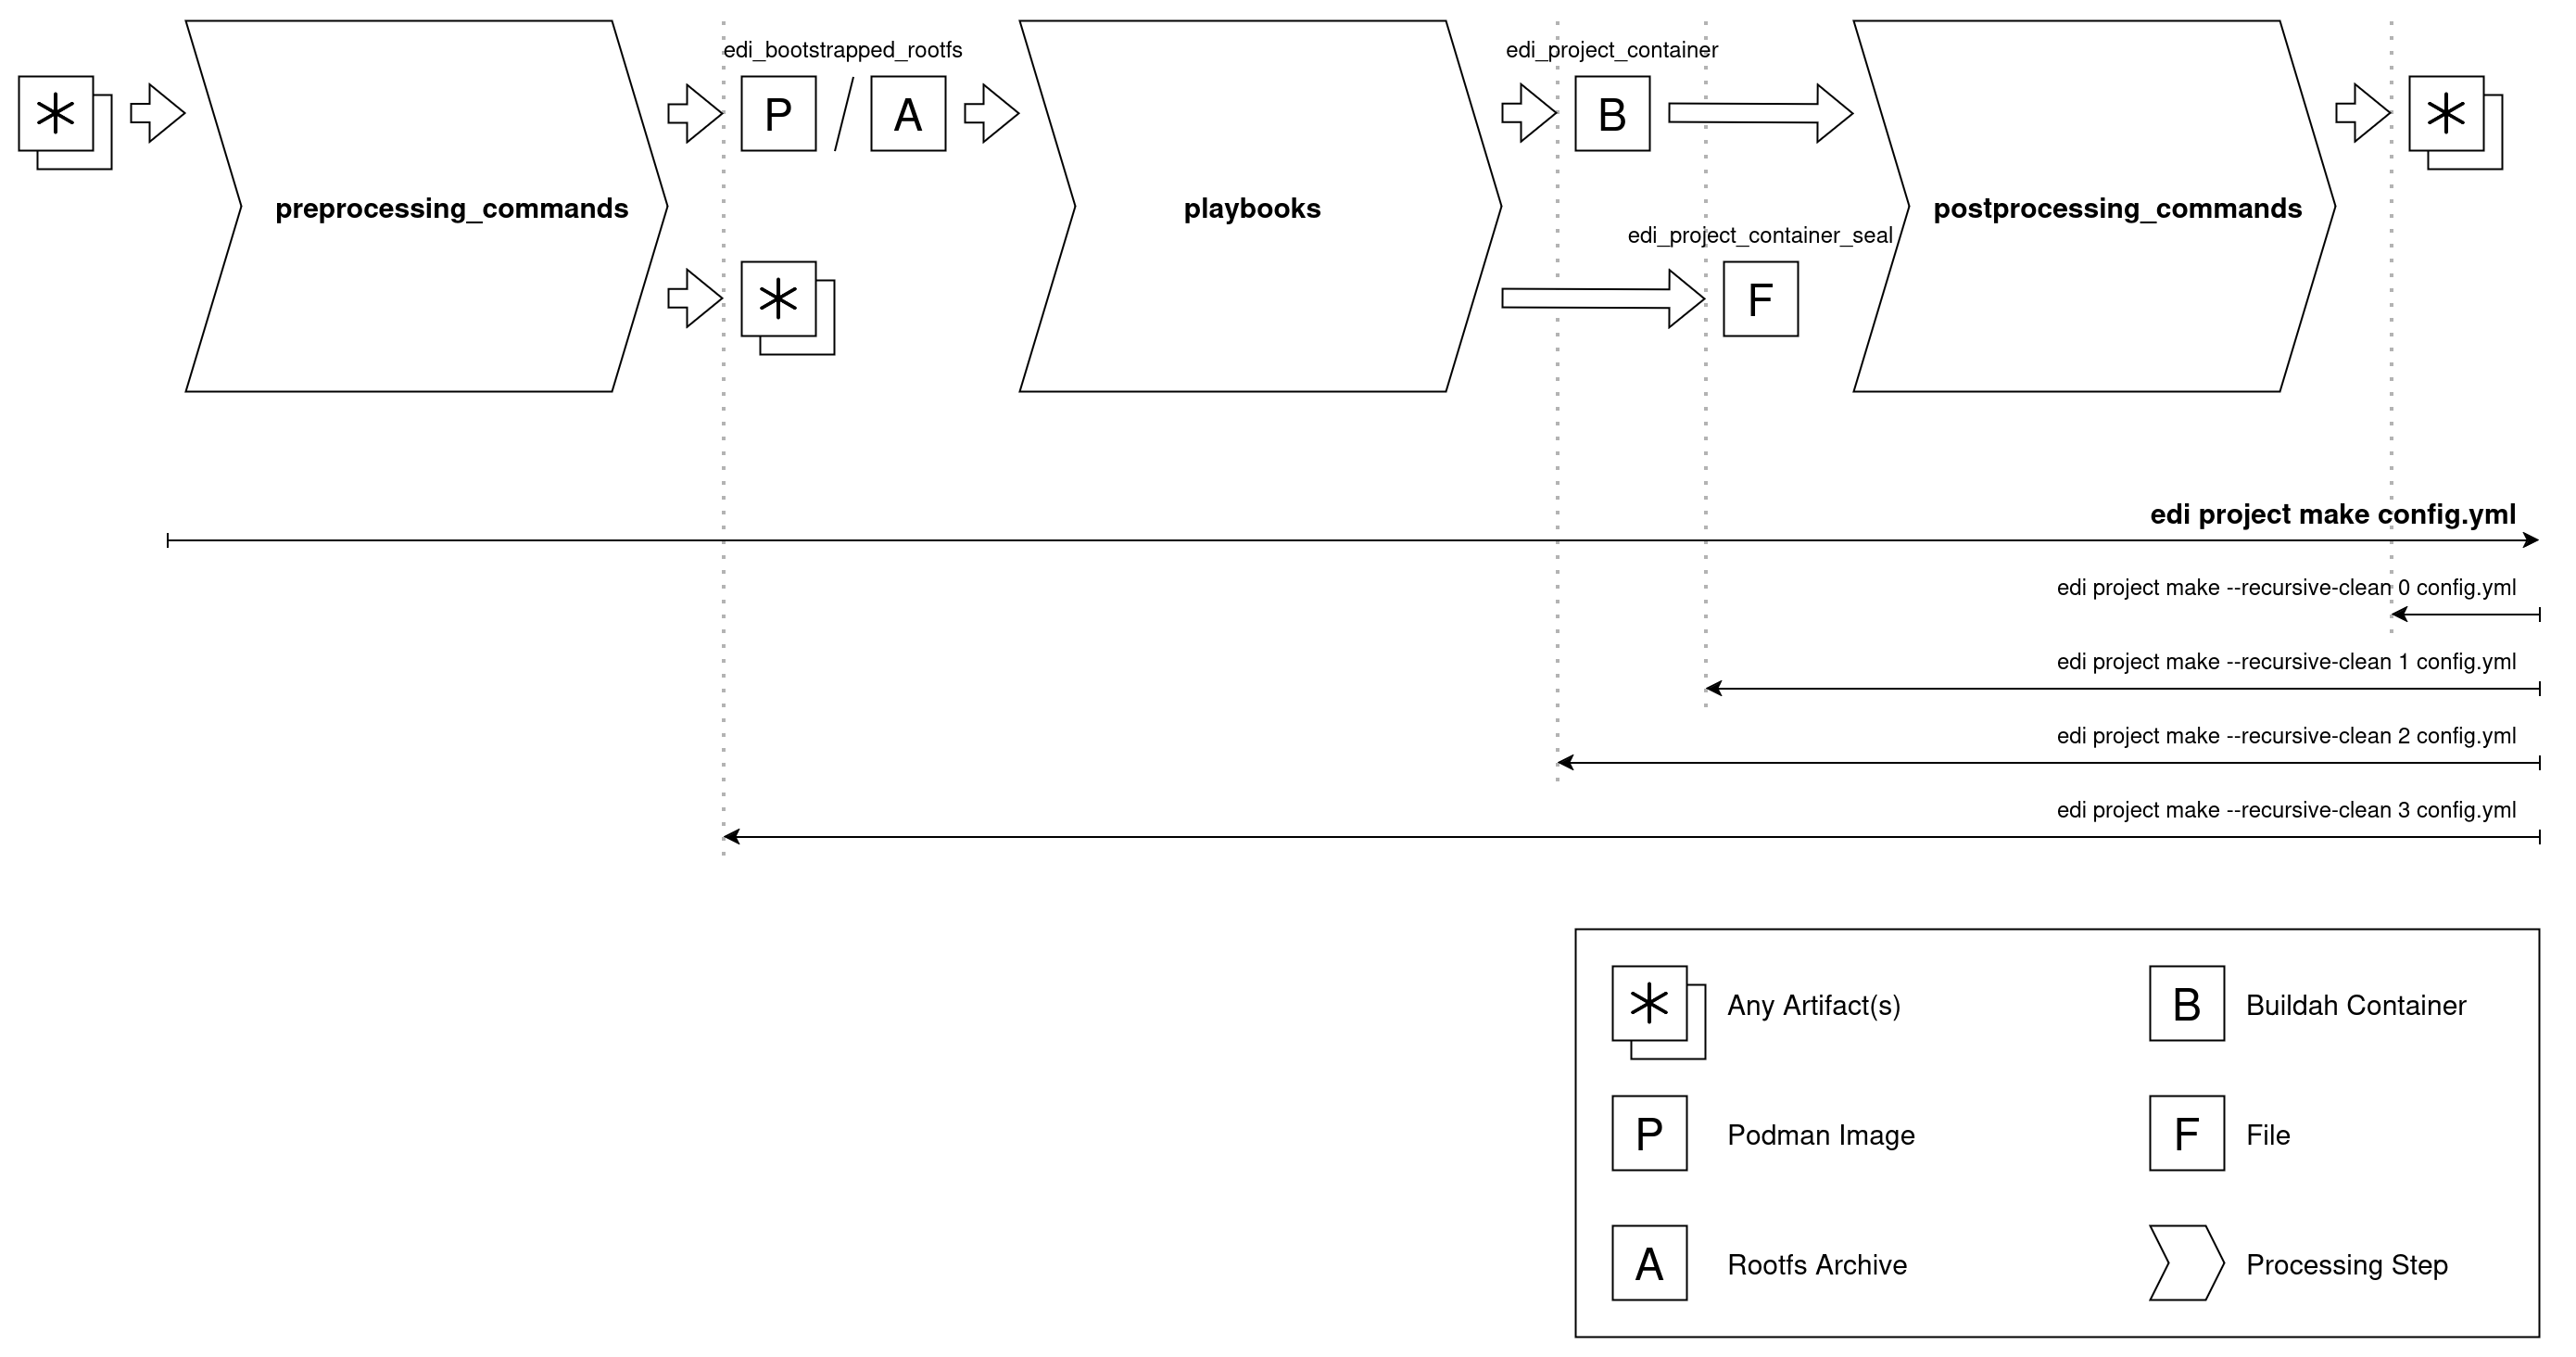 edi_bootstrapped_rootfs
edi_project_container
*
P
/
A
B
*
preprocessing_commands
playbooks
postprocessing_commands
edi_project_container_seal
*
F
edi project make config.yml
edi project make --recursive-clean 0 config.yml
edi project make --recursive-clean 1 config.yml
edi project make --recursive-clean 2 config.yml
edi project make --recursive-clean 3 config.yml
* Any Artifact(s)
B Buildah Container
P Podman Image
F File
A Rootfs Archive
Processing Step